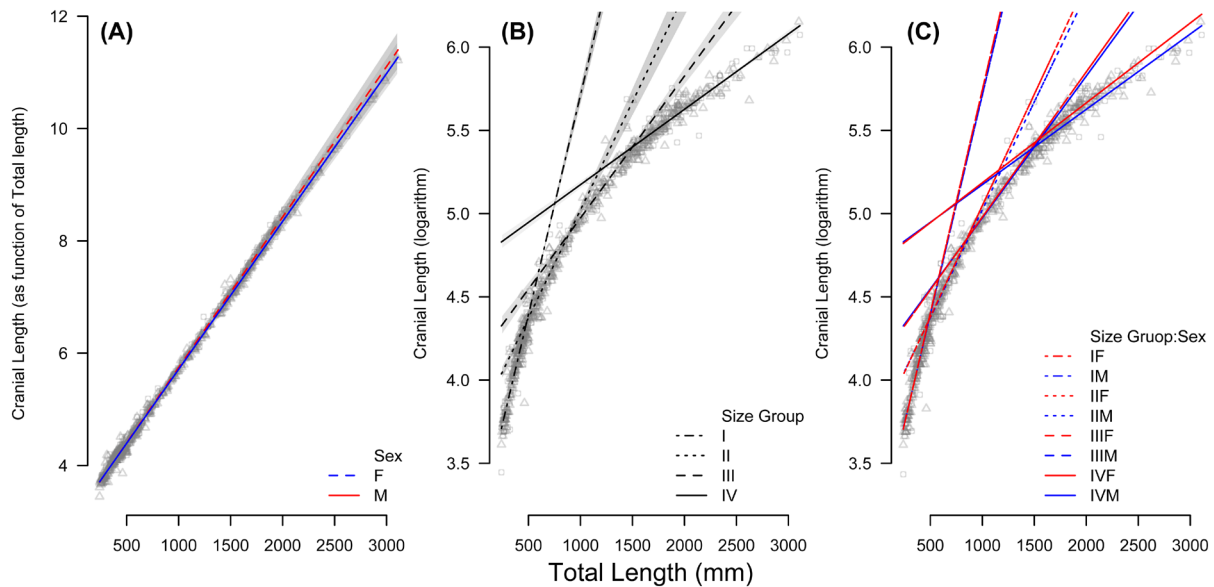 (A)
Cranial Length (as function of Total length)
12
10
8
6
4
500 1000 1500 2000 2500 3000
Sex
F
M
(B)
Cranial Length (logarithm)
6.0
5.5
5.0
4.5
4.0
3.5
500 1000 1500 2000 2500 3000
Size Group
I
II
III
IV
(C)
Cranial Length (logarithm)
6.0
5.5
5.0
4.5
4.0
3.5
500 1000 1500 2000 2500 3000
Size Gruop:Sex
IF
IM
IIF
IIM
IIIF
IIIM
IVF
IVM
Total Length (mm)